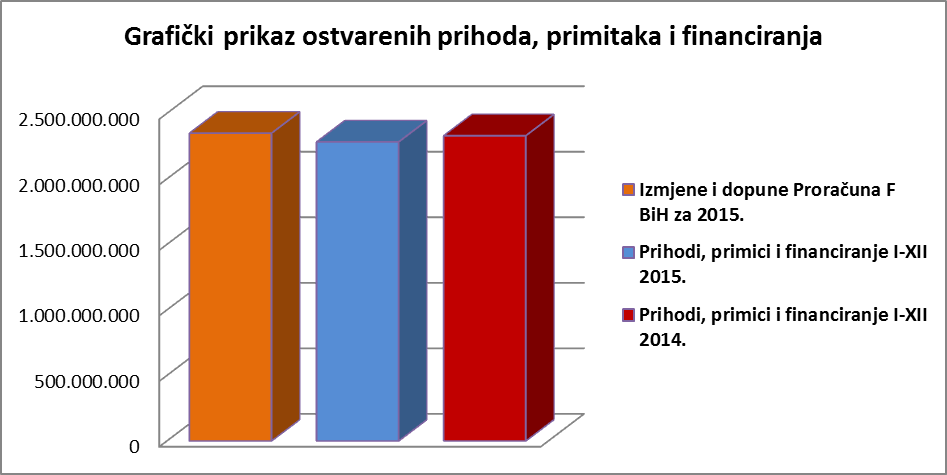 Grafički prikaz ostvarenih prihoda, primitaka i financiranja
2.500.000.000
2.000.000.000
1.500.000.000
1.000.000.000
500.000.000
0
Izmjene i dopune Proračuna F
BiH za 2015.
Prihodi, primici i financiranje I-XII
2015.
Prihodi, primici i financiranje I-XII
2014.